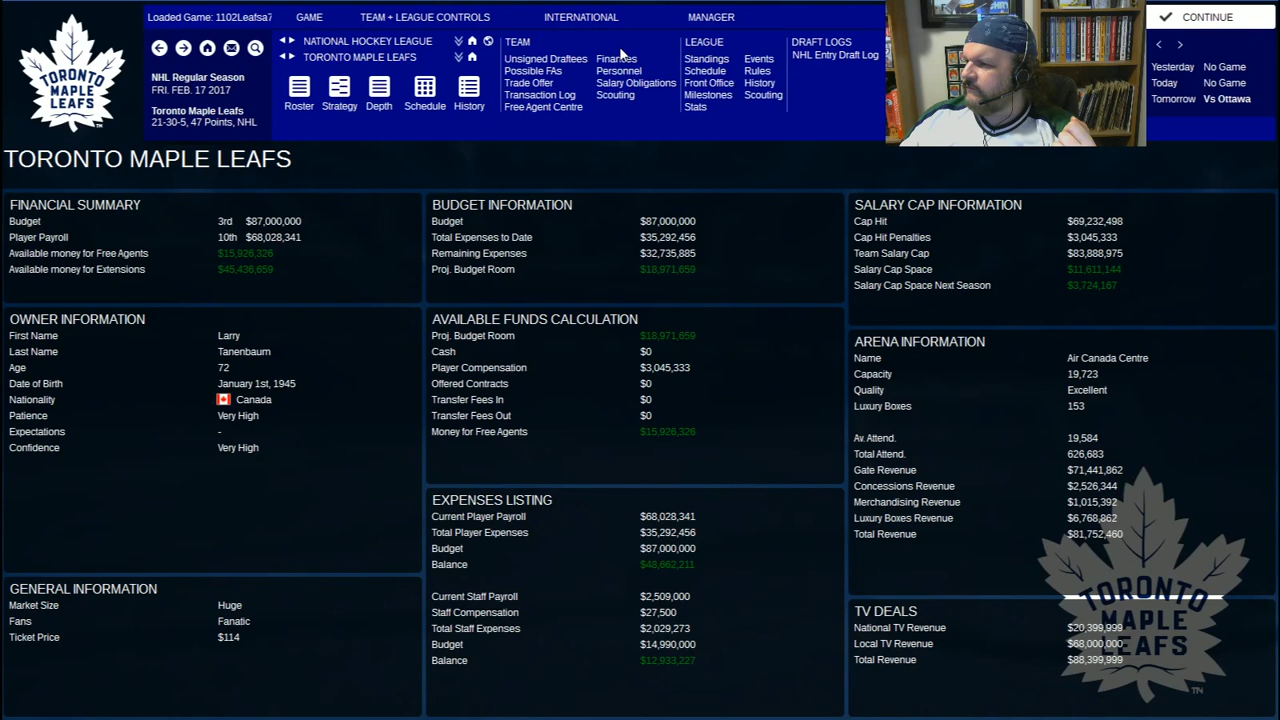 TORONTO
MAPLE
LEAFS
Loaded Game: 1102Leafsa7
GAME
TEAM + LEAGUE CONTROLS
INTERNATIONAL
MANAGER
CONTINUE
NATIONAL HOCKEY LEAGUE
TORONTO MAPLE LEAFS
NHL Regular Season
FRI. FEB. 17 2017
Toronto Maple Leafs
21-30-5, 47 Points, NHL
Roster
Strategy
Depth
Schedule
History
TEAM
Unsigned Draftees
Finances
Possible FAs
Personnel
Trade Offer
Salary Obligations
Transaction Log
Scouting
Free Agent Centre
LEAGUE
Standings
Events
Schedule
Rules
Front Office
History
Milestones
Scouting
Stats
DRAFT LOGS
NHL Entry Draft Log
Yesterday No Game
Today No Game
Tomorrow Vs Ottawa
TORONTO MAPLE LEAFS
FINANCIAL SUMMARY
Budget 3rd $87,000,000
Player Payroll 10th $68,028,341
Available money for Free Agents $15,926,326
Available money for Extensions $45,436,659
OWNER INFORMATION
First Name Larry
Last Name Tanenbaum
Age 72
Date of Birth January 1st, 1945
Nationality Canada
Patience Very High
Expectations -
Confidence Very High
GENERAL INFORMATION
Market Size Huge
Fans Fanatic
Ticket Price $114
BUDGET INFORMATION
Budget $87,000,000
Total Expenses to Date $35,292,456
Remaining Expenses $32,735,885
Proj. Budget Room $18,971,659
AVAILABLE FUNDS CALCULATION
Proj. Budget Room $18,971,659
Cash $0
Player Compensation $3,045,333
Offered Contracts $0
Transfer Fees In $0
Transfer Fees Out $0
Money for Free Agents $15,926,326
EXPENSES LISTING
Current Player Payroll $68,028,341
Total Player Expenses $35,292,456
Budget $87,000,000
Balance $48,662,211
Current Staff Payroll $2,509,000
Staff Compensation $27,500
Total Staff Expenses $2,029,273
Budget $14,990,000
Balance $12,933,227
SALARY CAP INFORMATION
Cap Hit $69,232,498
Cap Hit Penalties $3,045,333
Team Salary Cap $83,888,975
Salary Cap Space $11,611,144
Salary Cap Space Next Season $3,724,167
ARENA INFORMATION
Name Air Canada Centre
Capacity 19,723
Quality Excellent
Luxury Boxes 153
Av. Attend. 19,584
Total Attend. 626,683
Gate Revenue $71,441,862
Concessions Revenue $2,526,344
Merchandising Revenue $1,015,392
Luxury Boxes Revenue $6,768,862
Total Revenue $81,752,460
TV DEALS
National TV Revenue $20,399,999
Local TV Revenue $68,000,000
Total Revenue $88,399,999
TORONTO
MAPLE
LEAFS
TM